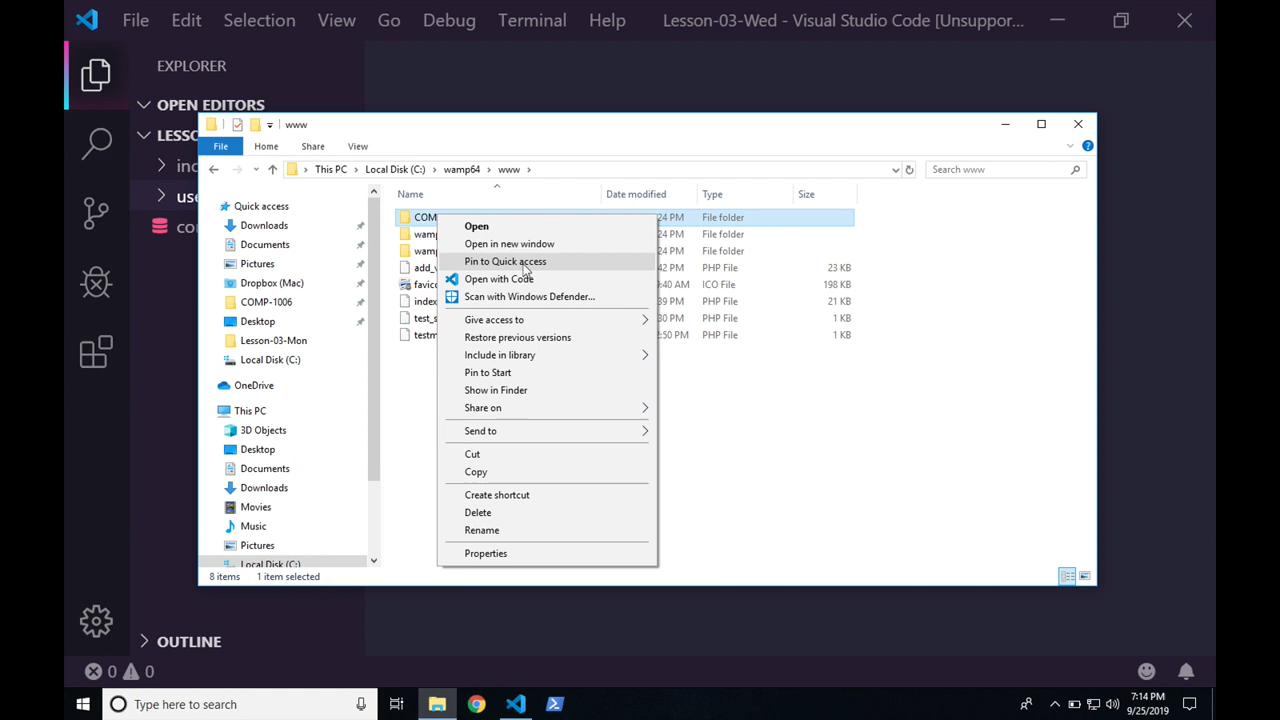 File Edit Selection View Go Debug Terminal Help Lesson-03-Wed - Visual Studio Code [Unsuppor...
EXPLORER
OPEN EDITORS
LESS
inc
use
co
www
File Home Share View
This PC Local Disk (C:) wamp64 www
Search www
Name Date modified Type Size
Quick access
Downloads
Documents
Pictures
Dropbox (Mac)
COMP-1006
Desktop
Lesson-03-Mon
Local Disk (C:)
OneDrive
This PC
3D Objects
Desktop
Documents
Downloads
Movies
Music
Pictures
Local Disk (C:)
COM 24 PM File folder
wamp 24 PM File folder
wamp 24 PM File folder
add_v 42 PM PHP File 23 KB
favico 9:40 AM ICO File 198 KB
index 39 PM PHP File 21 KB
test_s 30 PM PHP File 1 KB
testm 2:50 PM PHP File 1 KB
Open
Open in new window
Pin to Quick access
Open with Code
Scan with Windows Defender...
Give access to
Restore previous versions
Include in library
Pin to Start
Show in Finder
Share on
Send to
Cut
Copy
Create shortcut
Delete
Rename
Properties
8 items 1 item selected
OUTLINE
0 0
Type here to search
7:14 PM
9/25/2019